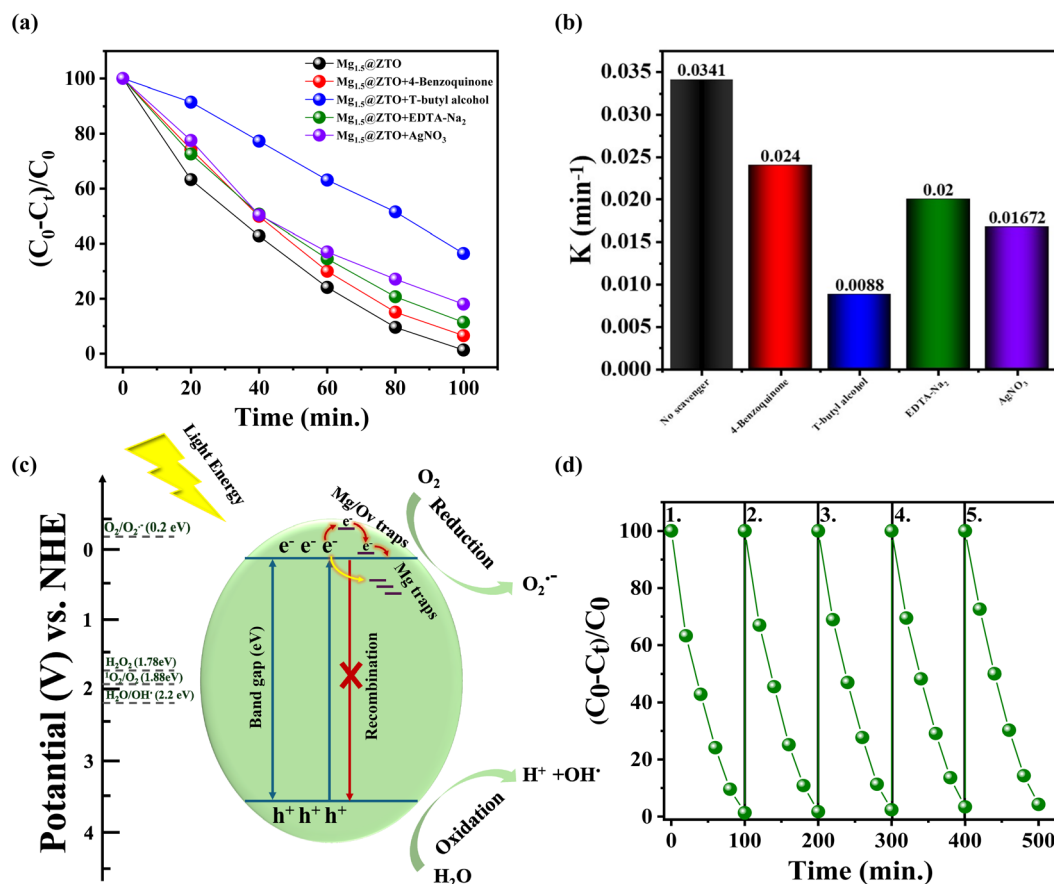 (a)
(C₀-Cₜ)/C₀
100
80
60
40
20
0
0 20 40 60 80 100
Time (min.)
Mg₁.₅@ZTO
Mg₁.₅@ZTO+4-Benzoquinone
Mg₁.₅@ZTO+T-butyl alcohol
Mg₁.₅@ZTO+EDTA-Na₂
Mg₁.₅@ZTO+AgNO₃
(b)
K (min⁻¹)
0.035
0.030
0.025
0.020
0.015
0.010
0.005
0.000
0.0341
0.024
0.0088
0.02
0.01672
No scavenger
4-Benzoquinone
T-butyl alcohol
EDTA-Na₂
AgNO₃
(c)
Potantial (V) vs. NHE
0
1
2
3
4
Light Energy
O₂/O₂·⁻ (0.2 eV)
H₂O₂ (1.78eV)
¹O₂/O₂ (1.88eV)
H₂O/OH· (2.2 eV)
Mg/Ov traps
e⁻
e⁻
e⁻ e⁻ e⁻
Mg traps
Band gap (eV)
Recombination
h⁺ h⁺ h⁺
O₂
Reduction
O₂·⁻
H⁺ +OH·
Oxidation
H₂O
(d)
(C₀-Cₜ)/C₀
100
80
60
40
20
0
1. 2. 3. 4. 5.
0 100 200 300 400 500
Time (min.)